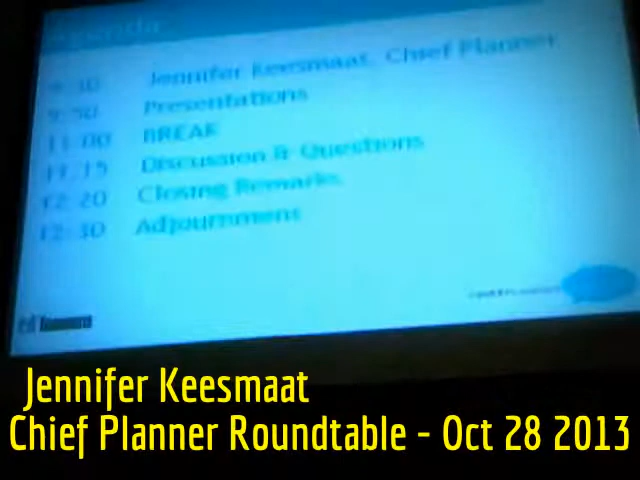 Agenda
9:30 Jennifer Keesmaat, Chief Planner
9:50 Presentations
11:00 BREAK
11:15 Discussion & Questions
12:20 Closing Remarks
12:30 Adjournment
Toronto
Jennifer Keesmaat
Chief Planner Roundtable - Oct 28 2013